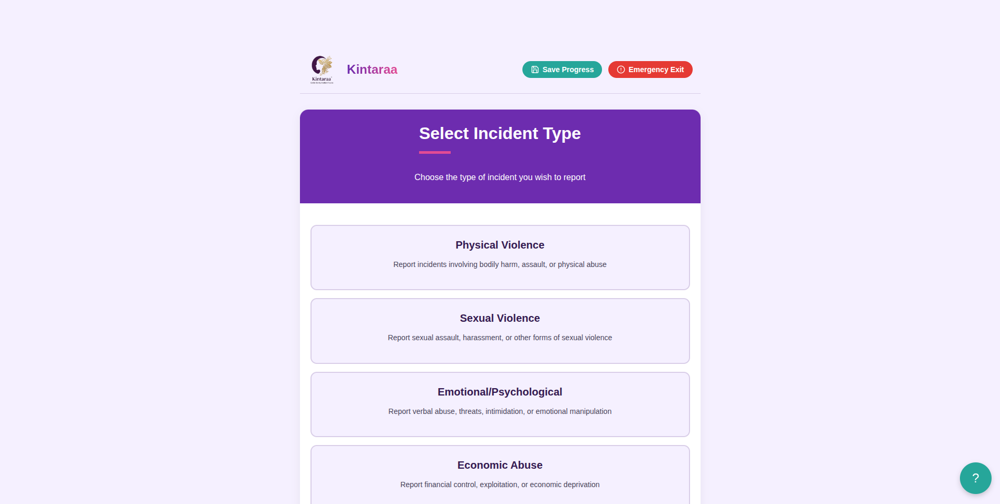 Kintaraa
Kintaraa
Save Progress
Emergency Exit
Select Incident Type
Choose the type of incident you wish to report
Physical Violence
Report incidents involving bodily harm, assault, or physical abuse
Sexual Violence
Report sexual assault, harassment, or other forms of sexual violence
Emotional/Psychological
Report verbal abuse, threats, intimidation, or emotional manipulation
Economic Abuse
Report financial control, exploitation, or economic deprivation
?